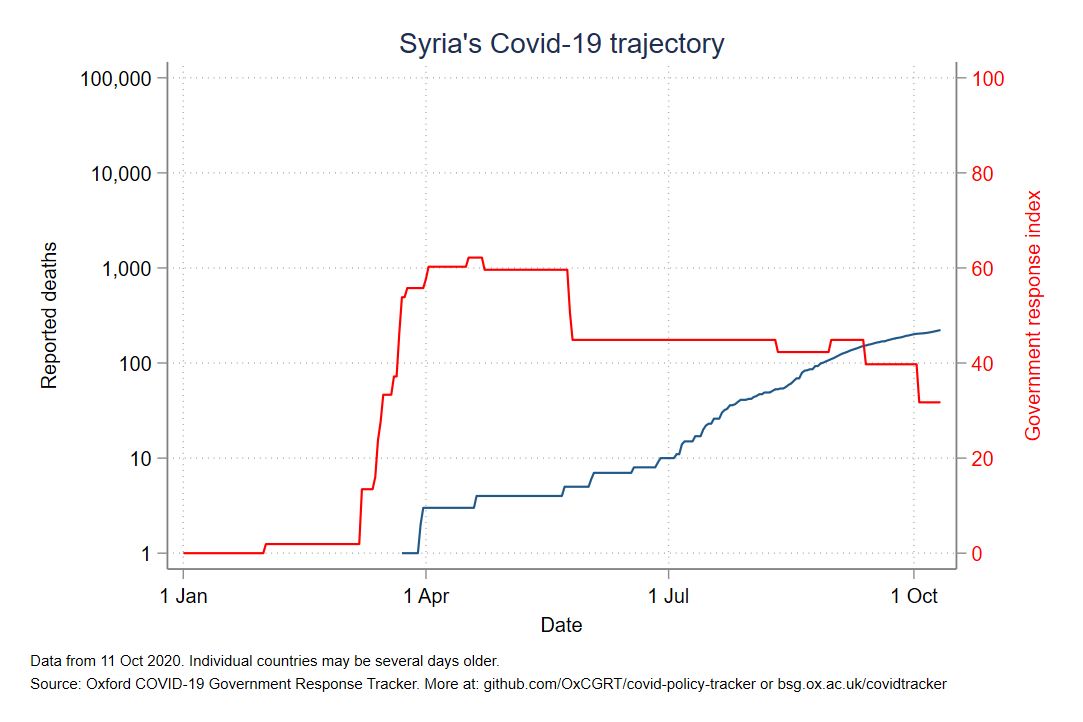 Syria's Covid-19 trajectory
100,000
10,000
1,000
100
10
1
Reported deaths
100
80
60
40
20
0
Government response index
1 Jan
1 Apr
1 Jul
1 Oct
Date
Data from 11 Oct 2020. Individual countries may be several days older.
Source: Oxford COVID-19 Government Response Tracker. More at: github.com/OxCGRT/covid-policy-tracker or bsg.ox.ac.uk/covidtracker